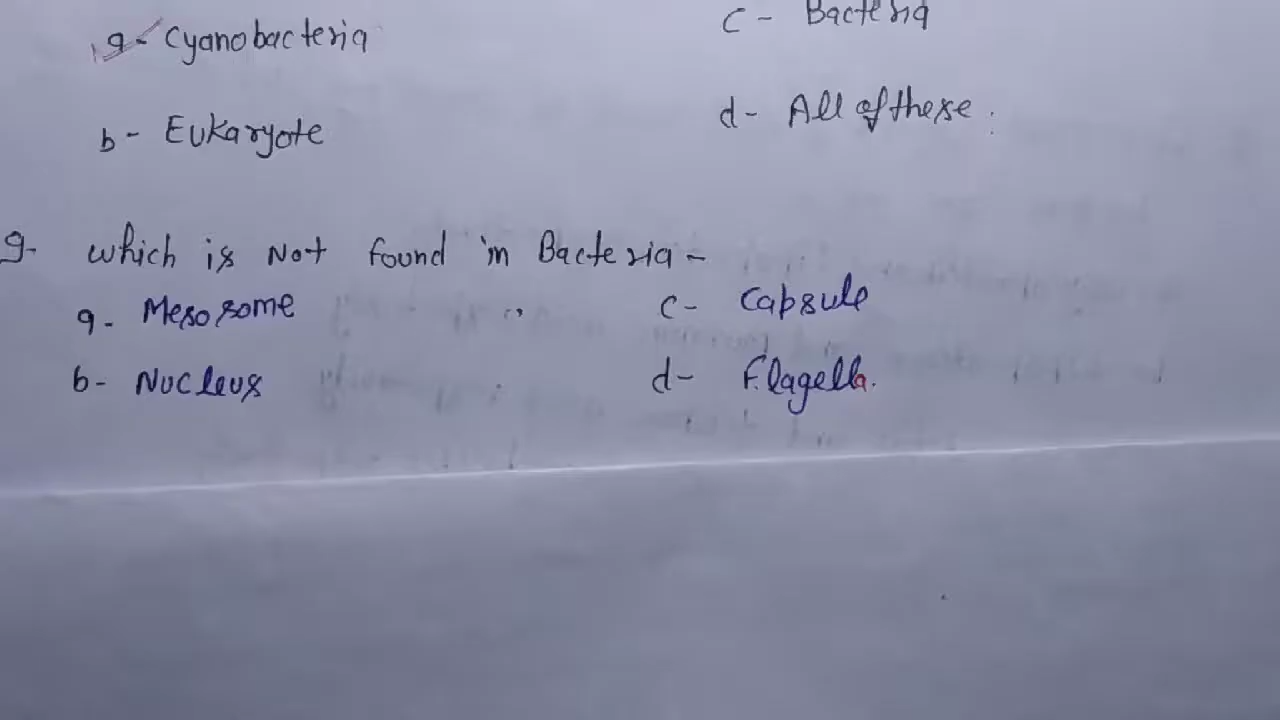 a- Cyanobacteria
c- Bacteria
b- Eukaryote
d- All of these.
9- Which is Not found in Bacteria-
a- Mesosome
c- Capsule
b- Nucleus
d- Flagella.